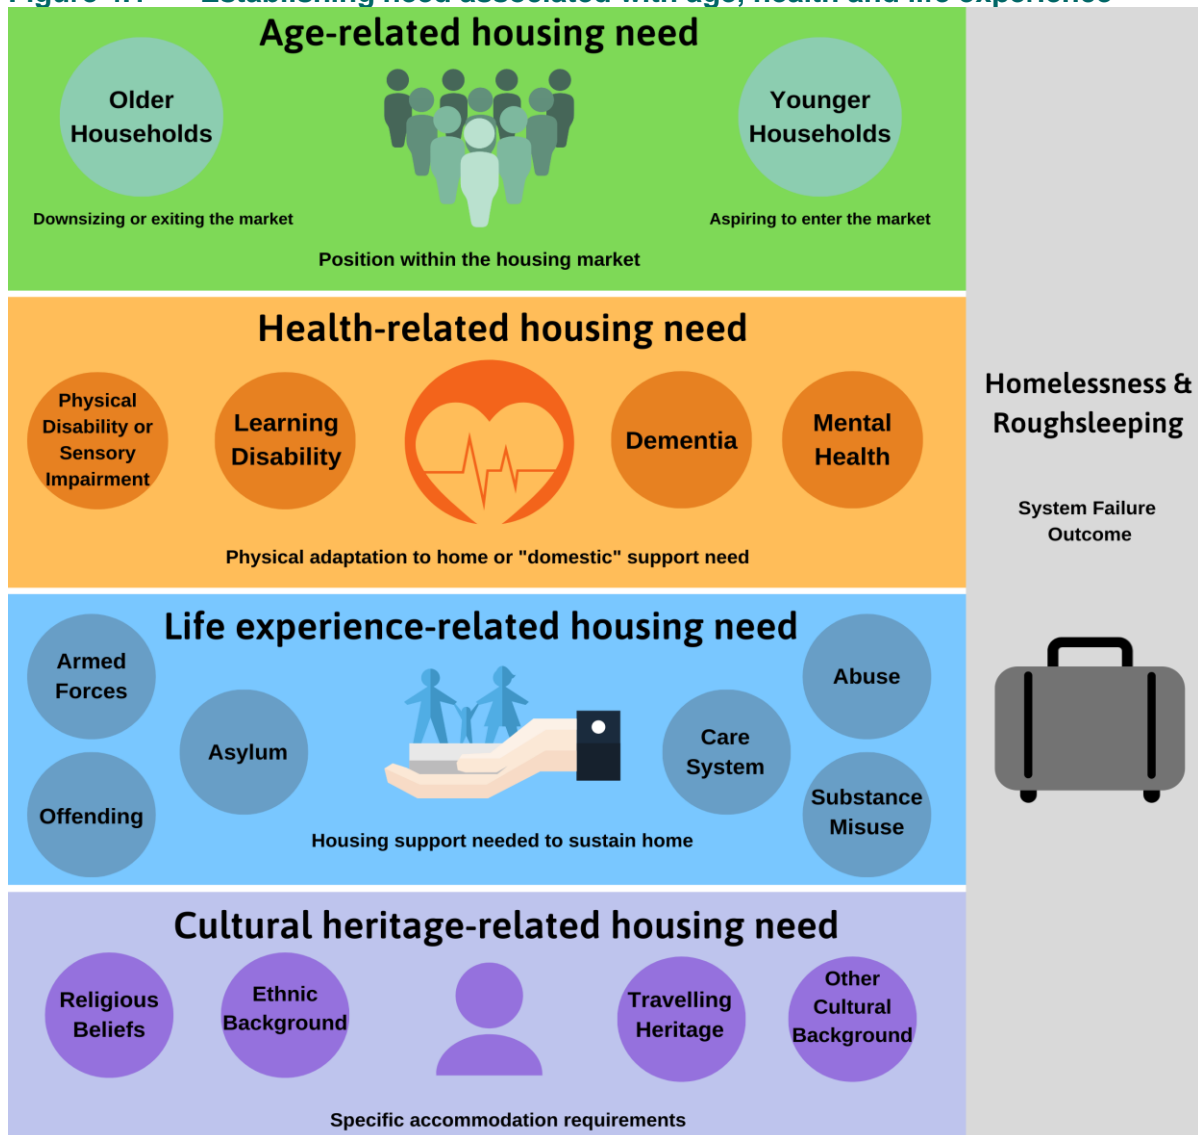 Age-related housing need
Older
Households
Younger
Households
Downsizing or exiting the market
Aspiring to enter the market
Position within the housing market
Health-related housing need
Physical
Disability or
Sensory
Impairment
Learning
Disability
Dementia
Mental
Health
Physical adaptation to home or "domestic" support need
Life experience-related housing need
Armed
Forces
Offending
Asylum
Care
System
Abuse
Substance
Misuse
Housing support needed to sustain home
Cultural heritage-related housing need
Religious
Beliefs
Ethnic
Background
Travelling
Heritage
Other
Cultural
Background
Specific accommodation requirements
Homelessness &
Roughsleeping
System Failure
Outcome